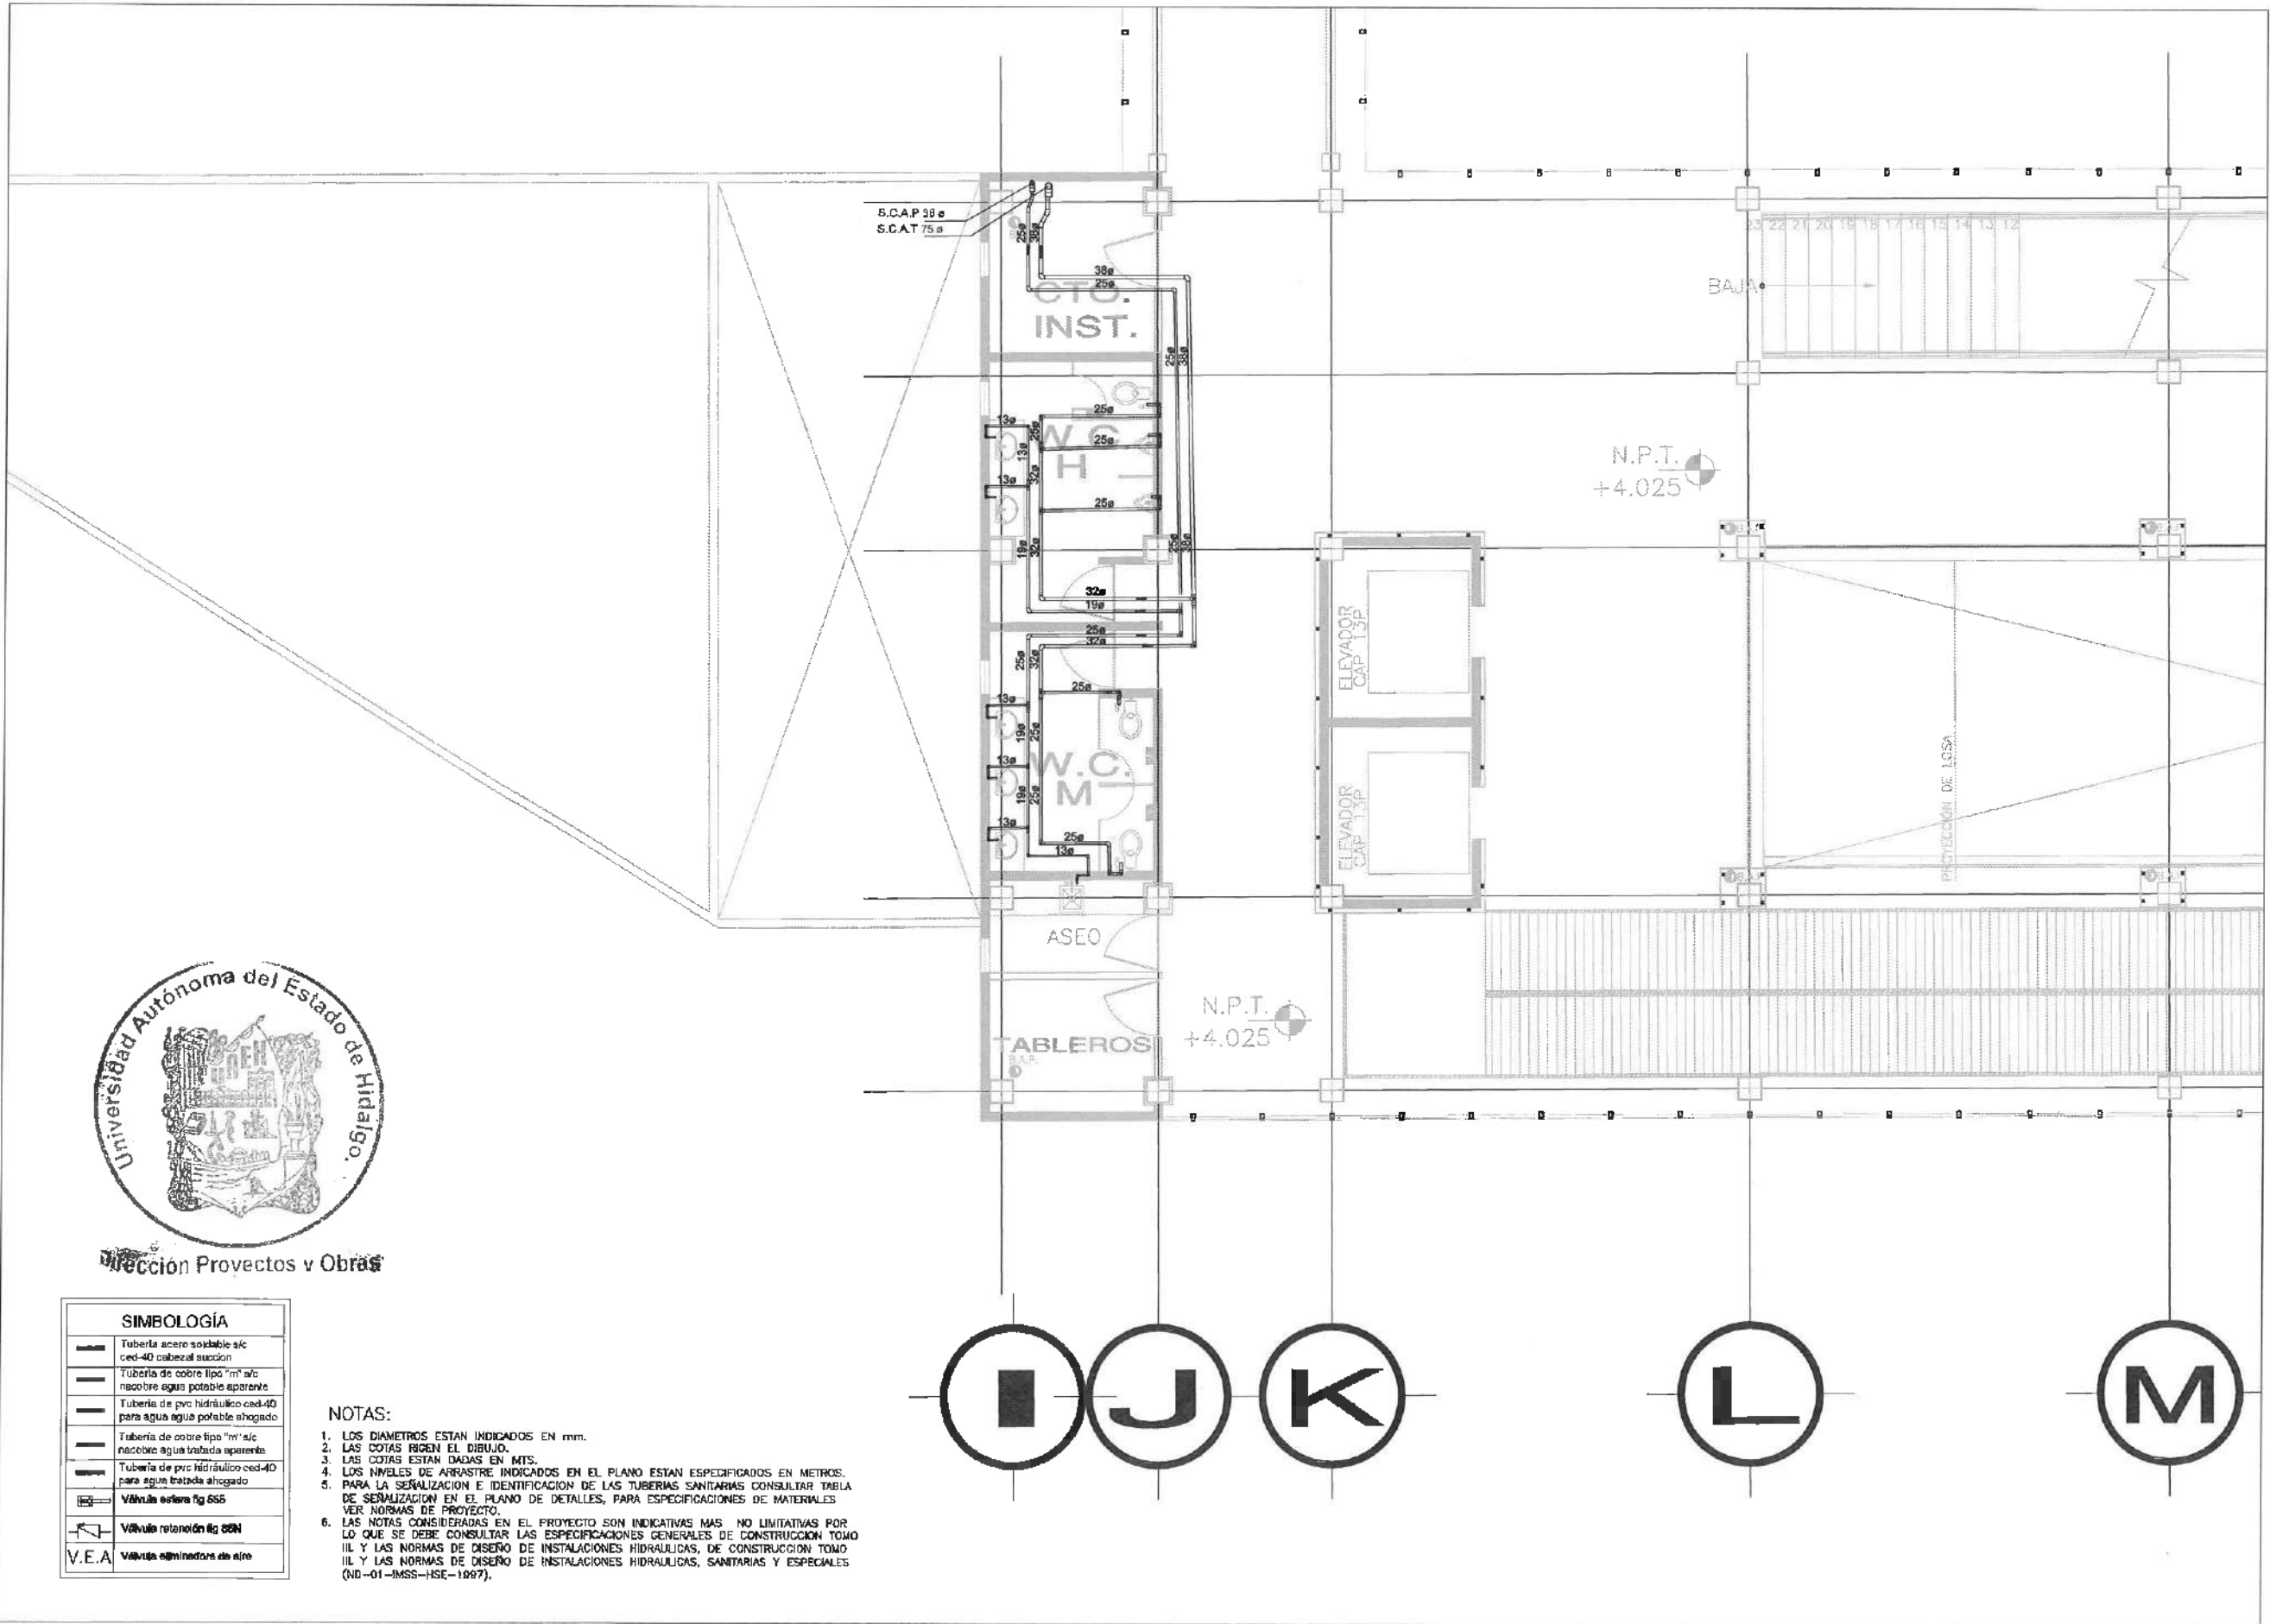 S.C.A.P 38ø
S.C.A.T 75ø
25ø
38ø
38ø
25ø
CTO.
INST.
25ø
38ø
23 22 21 20 19 18 17 16 15 14 13 12
BAJA
25ø
13ø
25ø
W.C.
H
25ø
13ø
32ø
13ø
25ø
N.P.T.
+4.025
19ø
32ø
25ø
38ø
32ø
19ø
25ø
32ø
25ø
32ø
25ø
13ø
19ø
25ø
W.C.
M
13ø
19ø
25ø
13ø
25ø
13ø
ELEVADOR
CAP 13P
ELEVADOR
CAP 13P
PROYECCIÓN DE LOSA
ASEO
N.P.T.
+4.025
TABLEROS
B.A.P.
Universidad Autónoma del Estado de Hidalgo.
UAEH
Dirección Proyectos y Obras
SIMBOLOGÍA
Tubería acero soldable s/c
ced-40 cabezal succion
Tubería de cobre tipo "m" s/c
nacobre agua potable aparente
Tubería de pvc hidráulico ced-40
para agua agua potable ahogado
Tubería de cobre tipo "m" s/c
nacobre agua tratada aparente
Tubería de pvc hidráulico ced-40
para agua tratada ahogado
Válvula esfera fig 595
Válvula retención fig 85N
V.E.A Válvula eliminadora de aire
NOTAS:
1. LOS DIAMETROS ESTAN INDICADOS EN mm.
2. LAS COTAS RIGEN EL DIBUJO.
3. LAS COTAS ESTAN DADAS EN MTS.
4. LOS NIVELES DE ARRASTRE INDICADOS EN EL PLANO ESTAN ESPECIFICADOS EN METROS.
5. PARA LA SEÑALIZACION E IDENTIFICACION DE LAS TUBERIAS SANITARIAS CONSULTAR TABLA
DE SEÑALIZACION EN EL PLANO DE DETALLES, PARA ESPECIFICACIONES DE MATERIALES
VER NORMAS DE PROYECTO.
6. LAS NOTAS CONSIDERADAS EN EL PROYECTO SON INDICATIVAS MAS NO LIMITATIVAS POR
LO QUE SE DEBE CONSULTAR LAS ESPECIFICACIONES GENERALES DE CONSTRUCCION TOMO
III. Y LAS NORMAS DE DISEÑO DE INSTALACIONES HIDRAULICAS, DE CONSTRUCCION TOMO
III. Y LAS NORMAS DE DISEÑO DE INSTALACIONES HIDRAULICAS, SANITARIAS Y ESPECIALES
(ND-01-IMSS-HSE-1997).
I
J
K
L
M